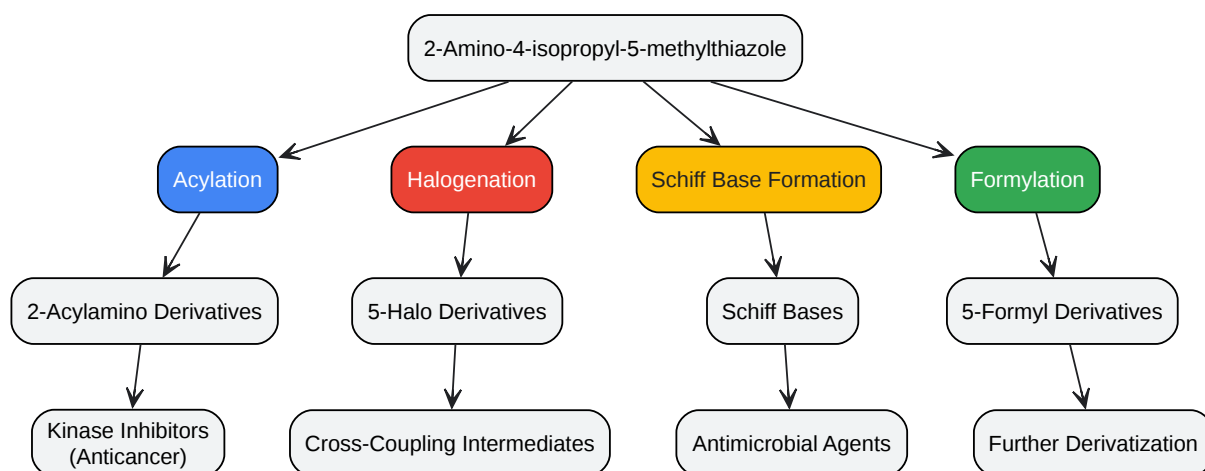 2-Amino-4-isopropyl-5-methylthiazole
Acylation
Halogenation
Schiff Base Formation
Formylation
2-Acylamino Derivatives
5-Halo Derivatives
Schiff Bases
5-Formyl Derivatives
Kinase Inhibitors
(Anticancer)
Cross-Coupling Intermediates
Antimicrobial Agents
Further Derivatization